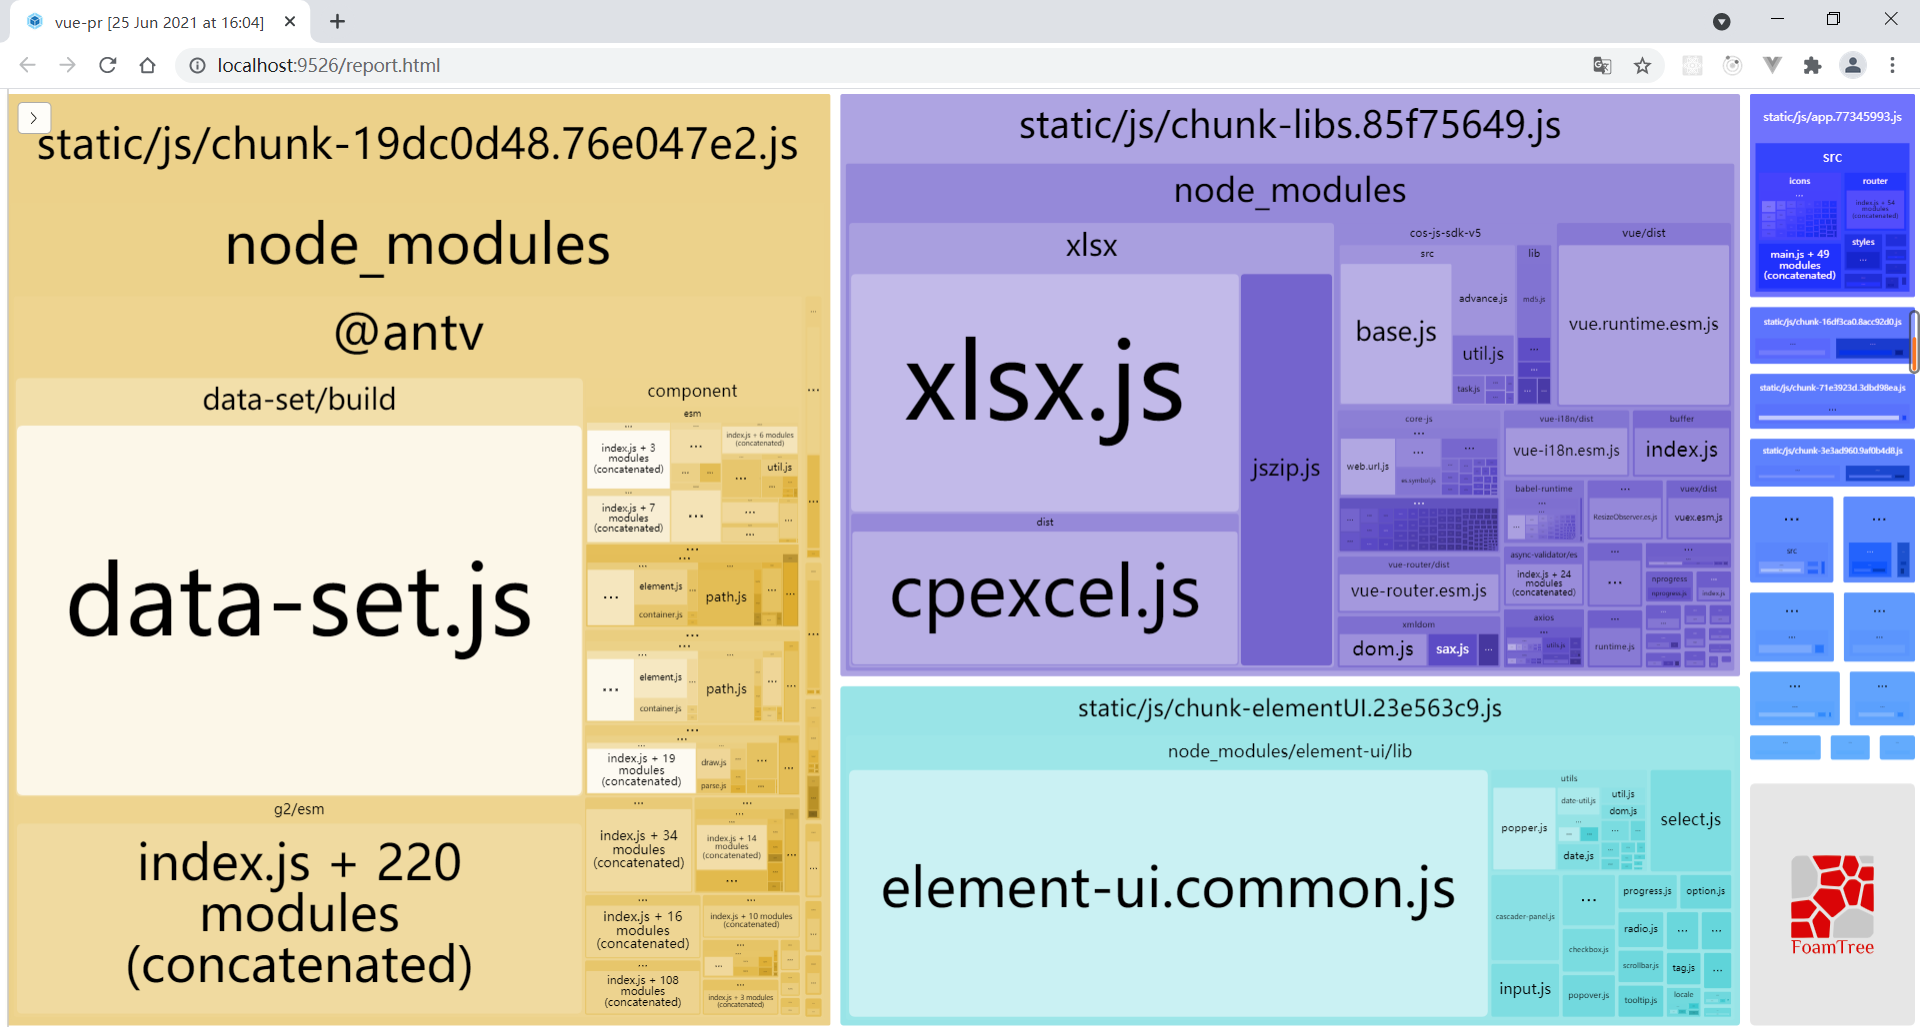 vue-pr [25 Jun 2021 at 16:04]
localhost:9526/report.html
static/js/chunk-19dc0d48.76e047e2.js
node_modules
@antv
data-set/build
data-set.js
g2/esm
index.js + 220
modules
(concatenated)
component
esm
index.js + 3
modules
(concatenated)
...
index.js + 6 modules
(concatenated)
util.js
index.js + 7
modules
(concatenated)
...
...
element.js
path.js
container.js
...
element.js
path.js
container.js
index.js + 19
modules
(concatenated)
draw.js
parse.js
...
index.js + 34
modules
(concatenated)
index.js + 14
modules
(concatenated)
...
index.js + 16
modules
(concatenated)
index.js + 10 modules
(concatenated)
index.js + 108
modules
(concatenated)
index.js + 3 modules
(concatenated)
static/js/chunk-libs.85f75649.js
node_modules
xlsx
xlsx.js
jszip.js
dist
cpexcel.js
cos-js-sdk-v5
src
lib
base.js
advance.js
md5.js
util.js
task.js
vue/dist
vue.runtime.esm.js
core-js
...
web.url.js
es.symbol.js
vue-i18n/dist
vue-i18n.esm.js
buffer
index.js
babel-runtime
...
ResizeObserver.es.js
vuex/dist
vuex.esm.js
async-validator/es
index.js + 24
modules
(concatenated)
...
nprogress
nprogress.js
index.js
vue-router/dist
vue-router.esm.js
xmldom
dom.js
sax.js
...
axios
utils.js
runtime.js
static/js/chunk-elementUI.23e563c9.js
node_modules/element-ui/lib
element-ui.common.js
utils
popper.js
date-util.js
util.js
dom.js
date.js
select.js
cascader-panel.js
...
progress.js
option.js
radio.js
...
...
checkbox.js
scrollbar.js
tag.js
...
input.js
popover.js
tooltip.js
locale
static/js/app.77345993.js
src
icons
...
router
index.js + 54
modules
(concatenated)
styles
...
main.js + 49
modules
(concatenated)
static/js/chunk-16df3ca0.8acc92d0.js
static/js/chunk-71e3923d.3dbd98ea.js
...
static/js/chunk-3e3ad960.9af0b4d8.js
...
src
...
...
...
...
...
FoamTree